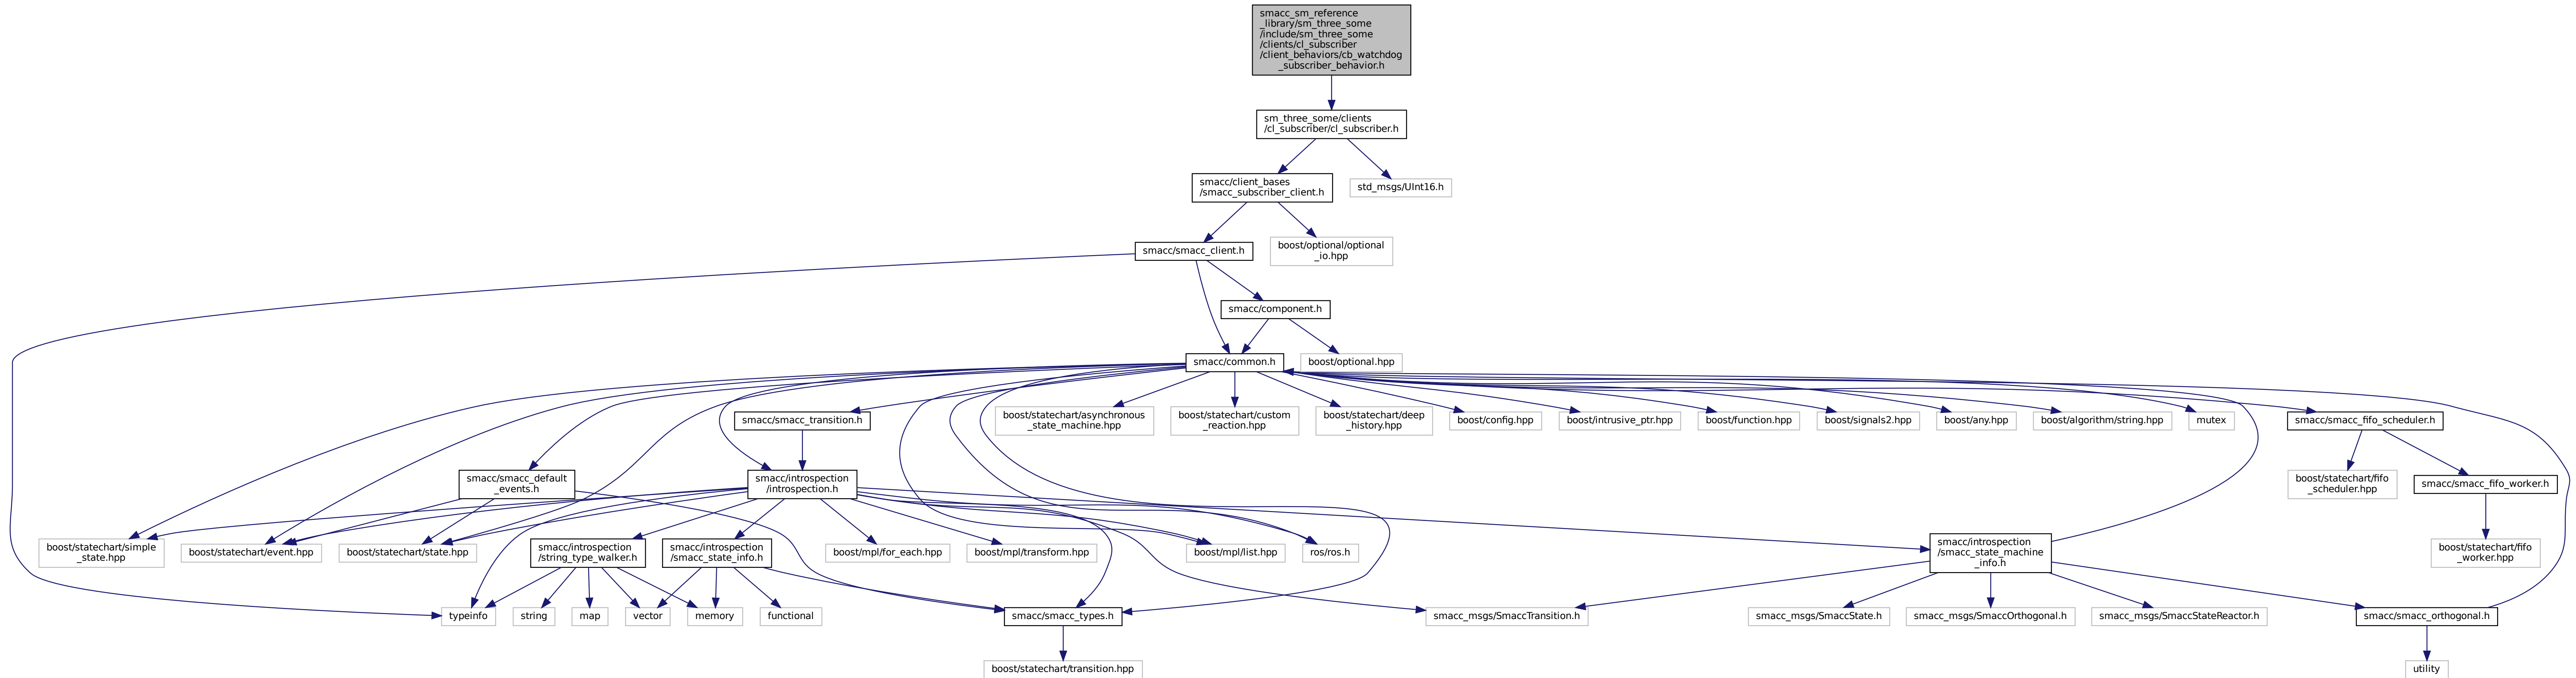 smacc_sm_reference
_library/sm_three_some
/include/sm_three_some
/clients/cl_subscriber
/client_behaviors/cb_watchdog
_subscriber_behavior.h
sm_three_some/clients
/cl_subscriber/cl_subscriber.h
smacc/client_bases
/smacc_subscriber_client.h
std_msgs/UInt16.h
smacc/smacc_client.h
boost/optional/optional
_io.hpp
smacc/component.h
smacc/common.h
boost/optional.hpp
smacc/smacc_transition.h
boost/statechart/asynchronous
_state_machine.hpp
boost/statechart/custom
_reaction.hpp
boost/statechart/deep
_history.hpp
boost/config.hpp
boost/intrusive_ptr.hpp
boost/function.hpp
boost/signals2.hpp
boost/any.hpp
boost/algorithm/string.hpp
mutex
smacc/smacc_fifo_scheduler.h
smacc/smacc_default
_events.h
smacc/introspection
/introspection.h
boost/statechart/fifo
_scheduler.hpp
smacc/smacc_fifo_worker.h
boost/statechart/simple
_state.hpp
boost/statechart/event.hpp
boost/statechart/state.hpp
smacc/introspection
/string_type_walker.h
smacc/introspection
/smacc_state_info.h
boost/mpl/for_each.hpp
boost/mpl/transform.hpp
boost/mpl/list.hpp
ros/ros.h
smacc/introspection
/smacc_state_machine
_info.h
boost/statechart/fifo
_worker.hpp
typeinfo
string
map
vector
memory
functional
smacc/smacc_types.h
smacc_msgs/SmaccTransition.h
smacc_msgs/SmaccState.h
smacc_msgs/SmaccOrthogonal.h
smacc_msgs/SmaccStateReactor.h
smacc/smacc_orthogonal.h
boost/statechart/transition.hpp
utility